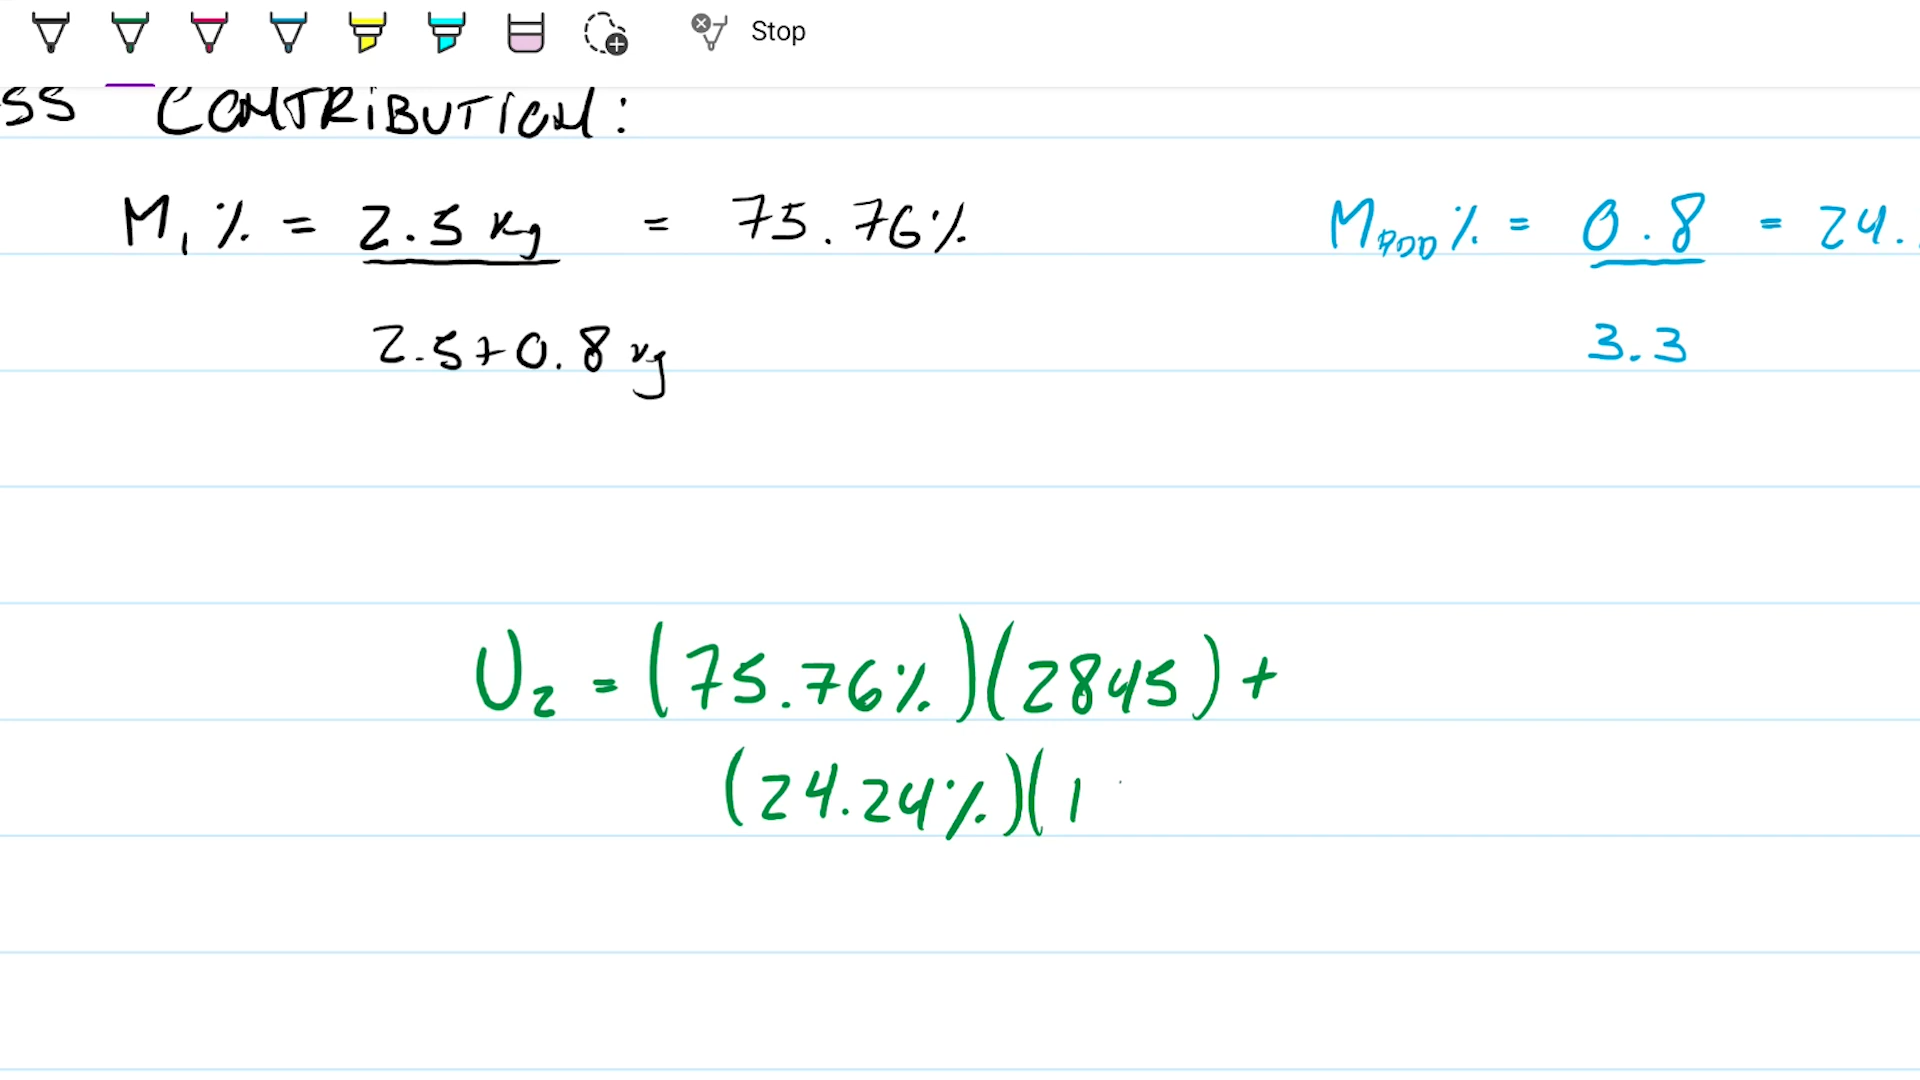 Stop
SS CONTRIBUTION:
M1 % = 2.5 kg = 75.76%
2.5+0.8 kg
MADD % = 0.8 = 24.
3.3
U2 = (75.76%)(2845) +
(24.24%)(1